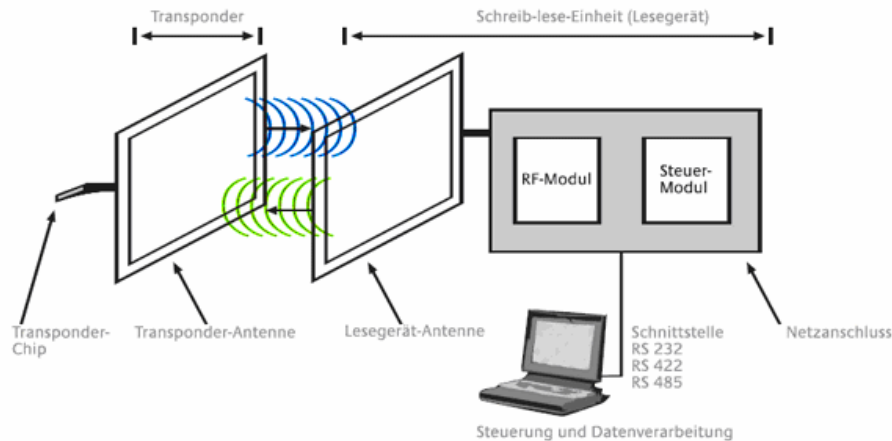 Transponder
Schreib-lese-Einheit (Lesegerät)
RF-Modul
Steuer-
Modul
Transponder-
Chip
Transponder-Antenne
Lesegerät-Antenne
Schnittstelle
RS 232
RS 422
RS 485
Netzanschluss
Steuerung und Datenverarbeitung